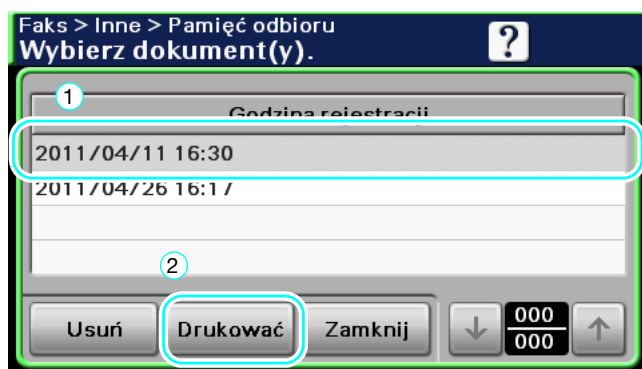 Faks > Inne > Pamięć odbioru
Wybierz dokument(y).
?
1
Godzina rejestracji
2011/04/11 16:30
2011/04/26 16:17
2
Usuń Drukować Zamknij 000
000